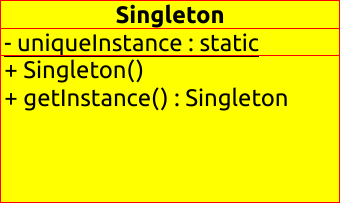 Singleton
- uniqueInstance : static
+ Singleton()
+ getInstance() : Singleton